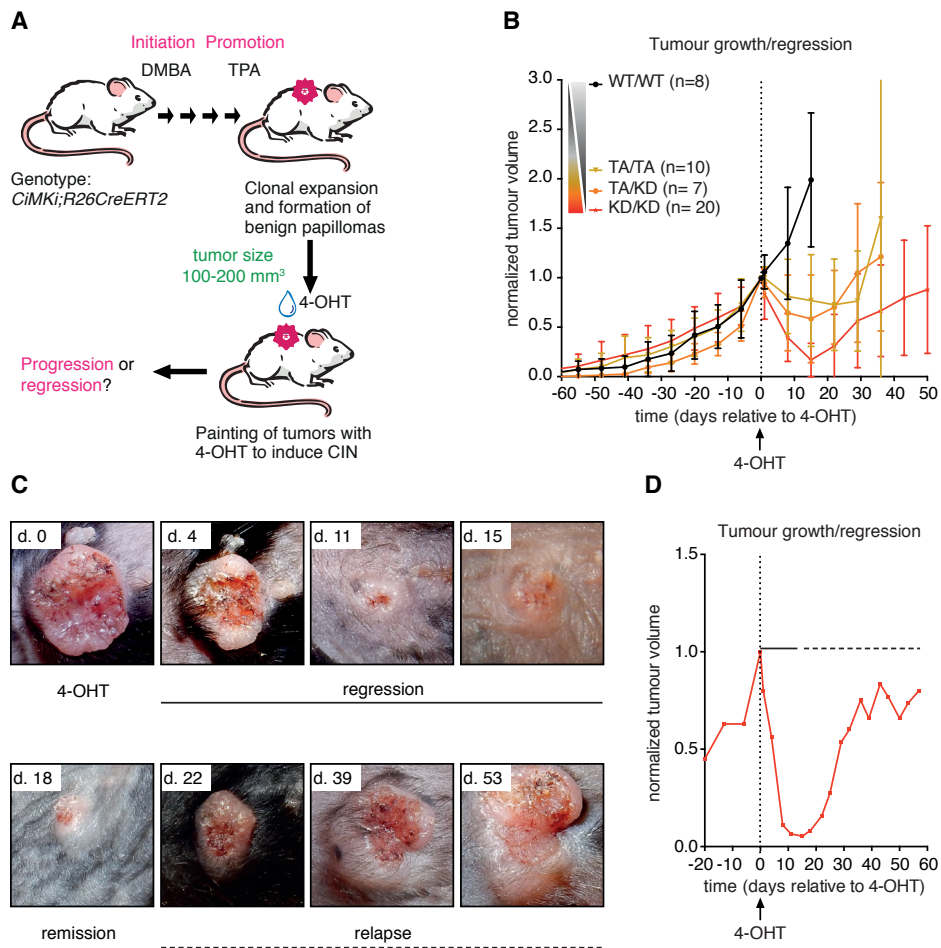 A
Initiation Promotion
DMBA TPA
Genotype:
CiMKi;R26CreERT2
Clonal expansion
and formation of
benign papillomas
tumor size
100-200 mm³
4-OHT
Progression or
regression?
Painting of tumors with
4-OHT to induce CIN
B
Tumour growth/regression
normalized tumour volume
3.0
2.5
2.0
1.5
1.0
0.5
0.0
WT/WT (n=8)
TA/TA (n=10)
TA/KD (n= 7)
KD/KD (n= 20)
-60 -50 -40 -30 -20 -10 0 10 20 30 40 50
time (days relative to 4-OHT)
4-OHT
C
d. 0
d. 4
d. 11
d. 15
4-OHT
regression
d. 18
d. 22
d. 39
d. 53
remission
relapse
D
Tumour growth/regression
normalized tumour volume
1.5
1.0
0.5
0.0
-20 -10 0 10 20 30 40 50 60
time (days relative to 4-OHT)
4-OHT